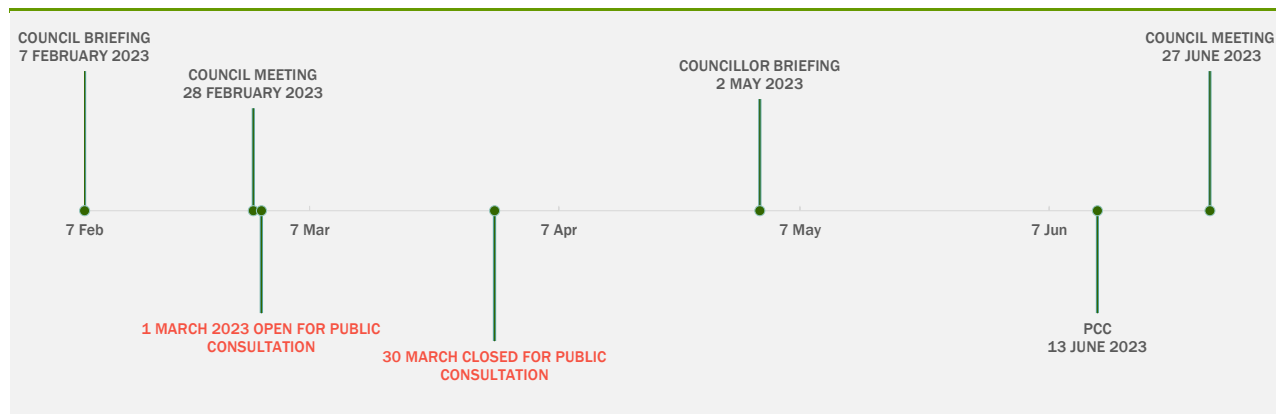 COUNCIL BRIEFING
7 FEBRUARY 2023
COUNCIL MEETING
28 FEBRUARY 2023
COUNCILLOR BRIEFING
2 MAY 2023
COUNCIL MEETING
27 JUNE 2023
7 Feb
7 Mar
7 Apr
7 May
7 Jun
1 MARCH 2023 OPEN FOR PUBLIC
CONSULTATION
30 MARCH CLOSED FOR PUBLIC
CONSULTATION
PCC
13 JUNE 2023